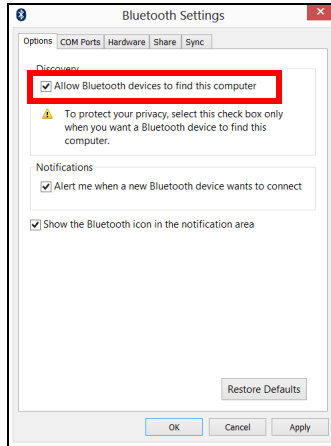 Bluetooth Settings
Options COM Ports Hardware Share Sync
Discovery
Allow Bluetooth devices to find this computer
To protect your privacy, select this check box only
when you want a Bluetooth device to find this
computer.
Notifications
Alert me when a new Bluetooth device wants to connect
Show the Bluetooth icon in the notification area
Restore Defaults
OK Cancel Apply